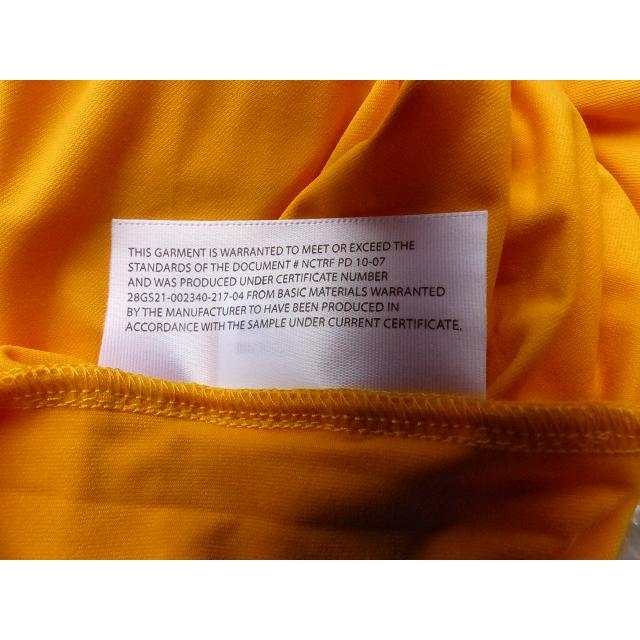 THIS GARMENT IS WARRANTED TO MEET OR EXCEED THE
STANDARDS OF THE DOCUMENT # NCTRF PD 10-07
AND WAS PRODUCED UNDER CERTIFICATE NUMBER
28GS21-002340-217-04 FROM BASIC MATERIALS WARRANTED
BY THE MANUFACTURER TO HAVE BEEN PRODUCED IN
ACCORDANCE WITH THE SAMPLE UNDER CURRENT CERTIFICATE.